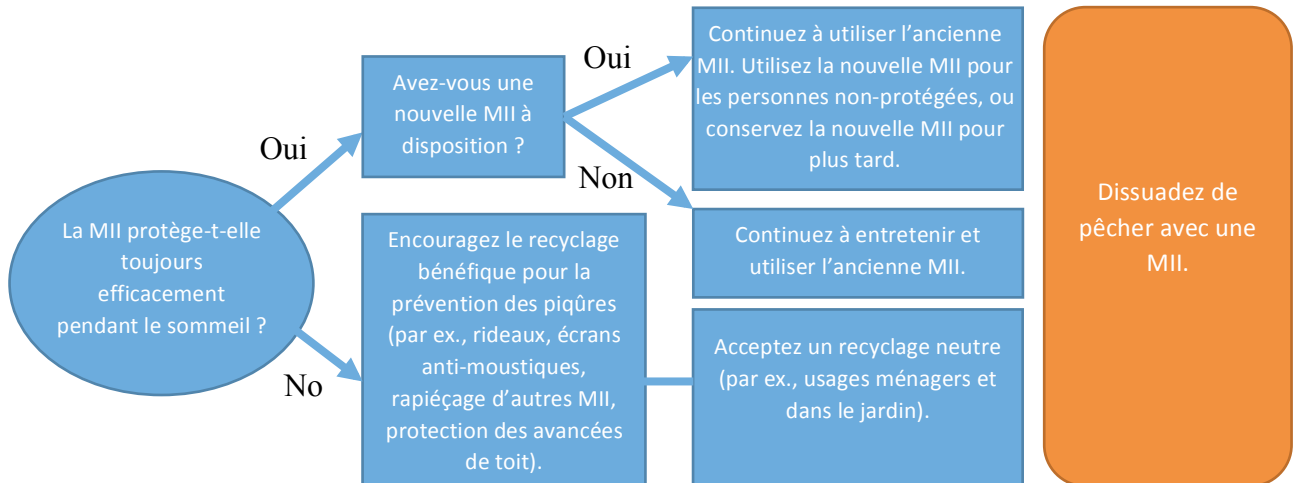 La MII protège-t-elle
toujours
efficacement
pendant le sommeil ?
Oui
No
Avez-vous une
nouvelle MII à
disposition ?
Oui
Non
Continuez à utiliser l’ancienne
MII. Utilisez la nouvelle MII pour
les personnes non-protégées, ou
conservez la nouvelle MII pour
plus tard.
Continuez à entretenir et
utiliser l’ancienne MII.
Encouragez le recyclage
bénéfique pour la
prévention des piqûres
(par ex., rideaux, écrans
anti-moustiques,
rapiéçage d’autres MII,
protection des avancées
de toit).
Acceptez un recyclage neutre
(par ex., usages ménagers et
dans le jardin).
Dissuadez de
pêcher avec une
MII.